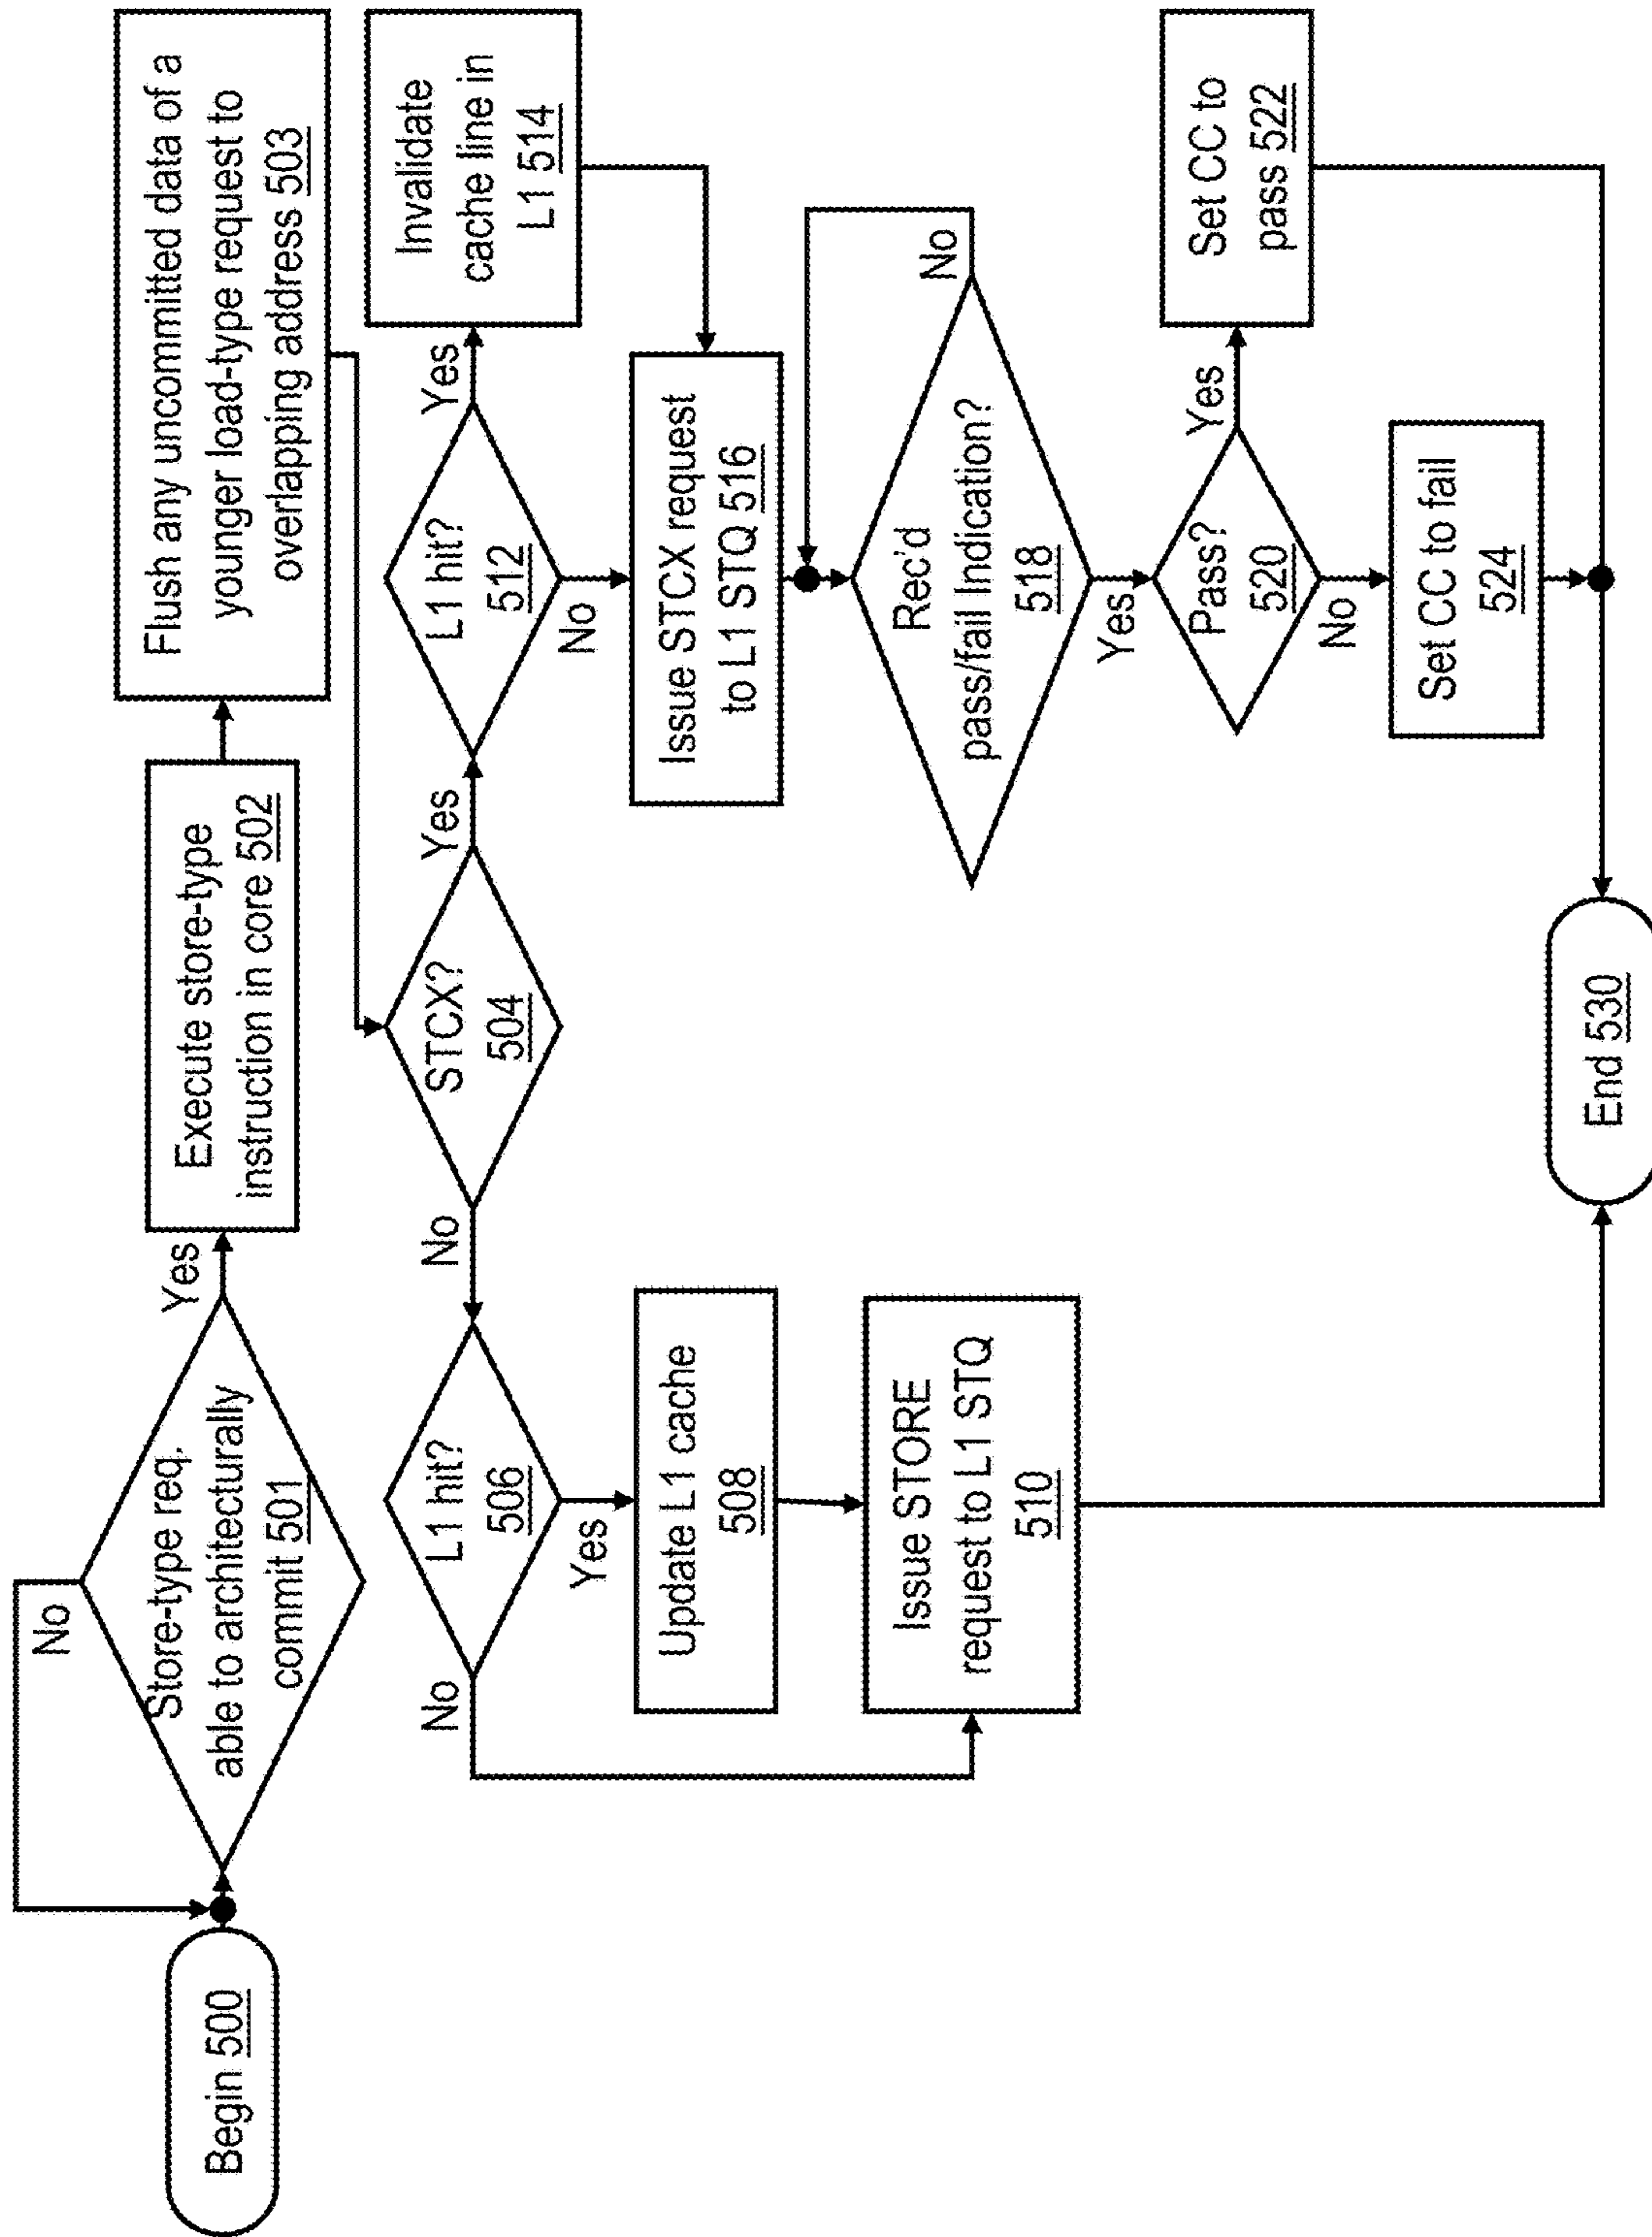 Begin 500
No
Store-type req.
able to architecturally
commit 501
Yes
Execute store-type
instruction in core 502
Flush any uncommitted data of a
younger load-type request to
overlapping address 503
STCX?
504
No
Yes
L1 hit?
506
No
Yes
Update L1 cache
508
Issue STORE
request to L1 STQ
510
L1 hit?
512
Yes
No
Invalidate
cache line in
L1 514
Issue STCX request
to L1 STQ 516
Rec'd
pass/fail Indication?
518
No
Yes
Pass?
520
Yes
No
Set CC to
pass 522
Set CC to fail
524
End 530